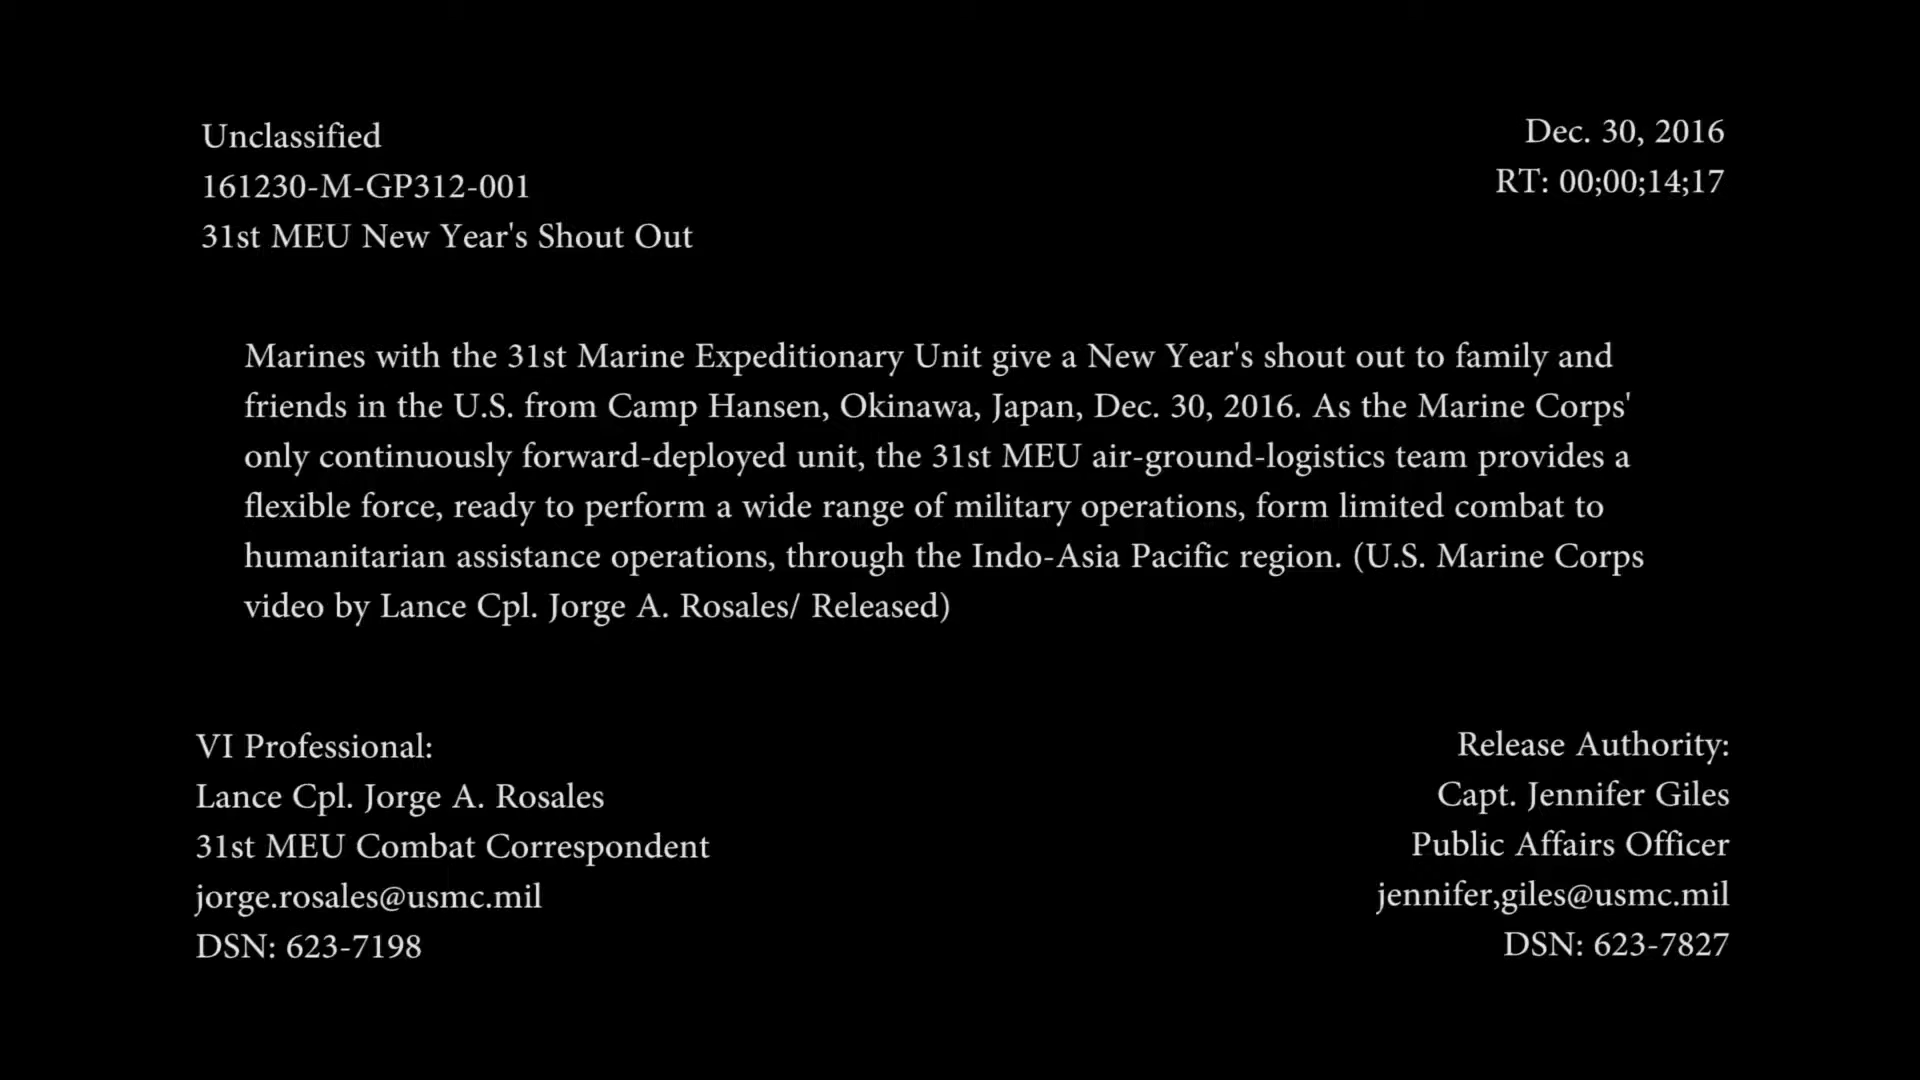 Unclassified
161230-M-GP312-001
31st MEU New Year's Shout Out
Dec. 30, 2016
RT: 00;00;14;17
Marines with the 31st Marine Expeditionary Unit give a New Year's shout out to family and
friends in the U.S. from Camp Hansen, Okinawa, Japan, Dec. 30, 2016. As the Marine Corps'
only continuously forward-deployed unit, the 31st MEU air-ground-logistics team provides a
flexible force, ready to perform a wide range of military operations, form limited combat to
humanitarian assistance operations, through the Indo-Asia Pacific region. (U.S. Marine Corps
video by Lance Cpl. Jorge A. Rosales/ Released)
VI Professional:
Lance Cpl. Jorge A. Rosales
31st MEU Combat Correspondent
jorge.rosales@usmc.mil
DSN: 623-7198
Release Authority:
Capt. Jennifer Giles
Public Affairs Officer
jennifer,giles@usmc.mil
DSN: 623-7827